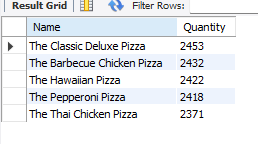 Result Grid Filter Rows:
Name Quantity
The Classic Deluxe Pizza 2453
The Barbecue Chicken Pizza 2432
The Hawaiian Pizza 2422
The Pepperoni Pizza 2418
The Thai Chicken Pizza 2371